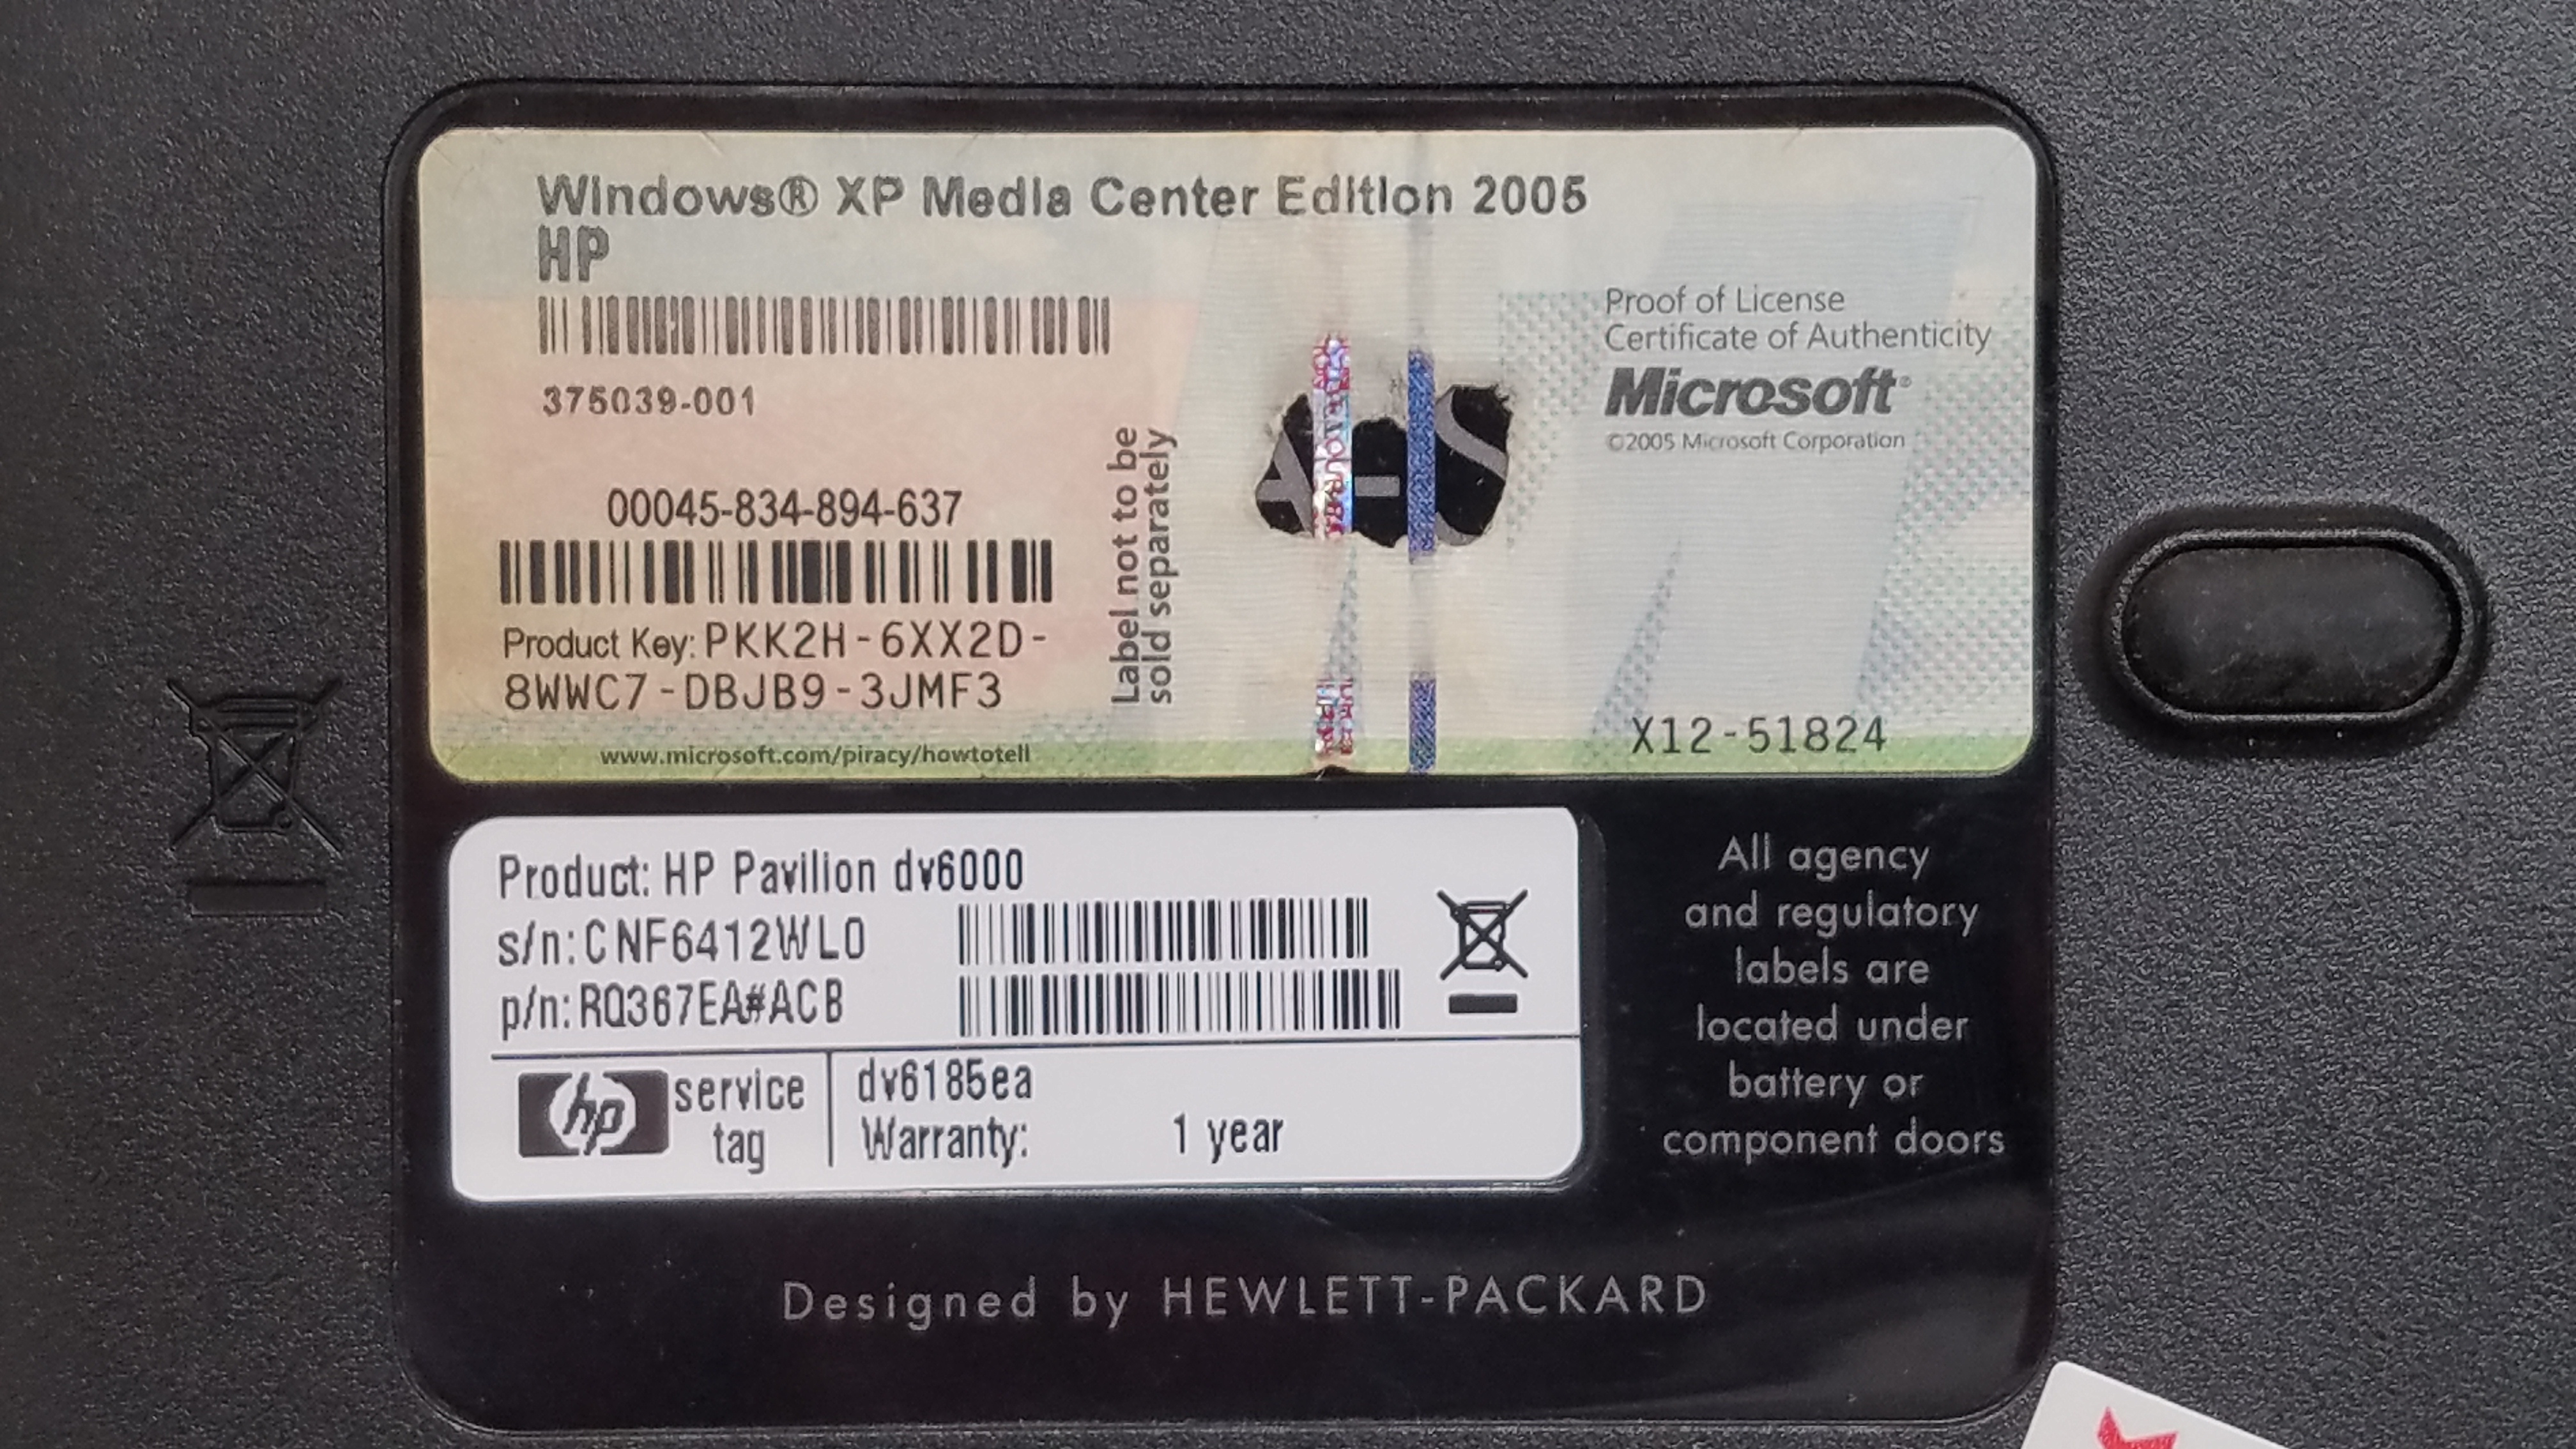 Windows® XP Media Center Edition 2005
HP
375039-001
00045-834-894-637
Product Key: PKK2H-6XX2D-
8WWC7-DBJB9-3JMF3
www.microsoft.com/piracy/howtotell
Label not to be
sold separately
Proof of License
Certificate of Authenticity
Microsoft®
©2005 Microsoft Corporation
X12-51824
Product: HP Pavilion dv6000
s/n: CNF6412WL0
p/n: RQ367EA#ACB
hp service
tag
dv6185ea
Warranty: 1 year
All agency
and regulatory
labels are
located under
battery or
component doors
Designed by HEWLETT-PACKARD